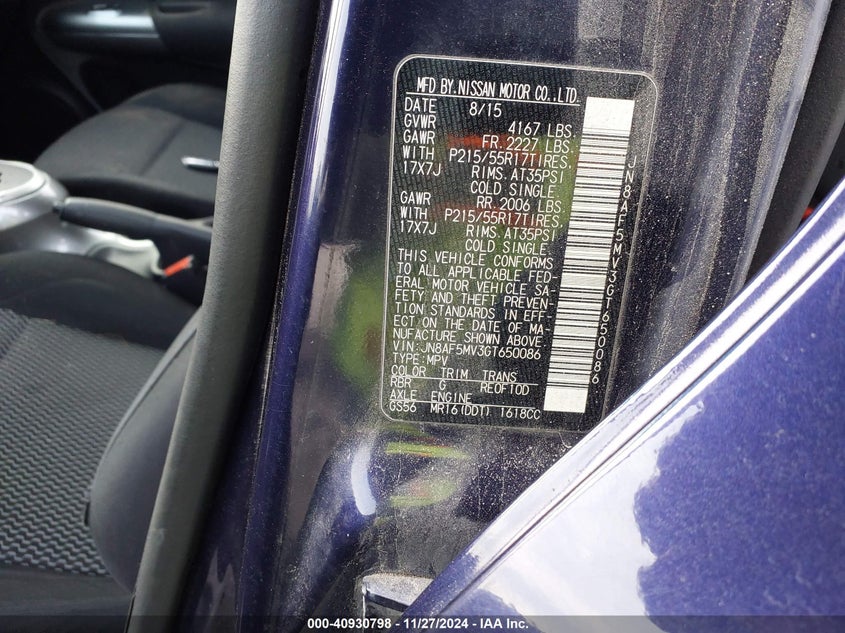 MFD BY.NISSAN MOTOR CO.,LTD.
DATE 8/15
GVWR 4167 LBS.
GAWR FR.2227 LBS.
WITH P215/55R17TIRES,
17X7J RIMS.AT35PSI
COLD SINGLE.
GAWR RR.2006 LBS
WITH P215/55R17TIRES,
17X7J RIMS.AT35PSI
COLD SINGLE.
THIS VEHICLE CONFORMS
TO ALL APPLICABLE FED-
ERAL MOTOR VEHICLE SA-
FETY AND THEFT PREVEN-
TION STANDARDS IN EFF-
ECT ON THE DATE OF MA-
NUFACTURE SHOWN ABOVE.
VIN:JN8AF5MV3GT650086
TYPE:MPV
COLOR TRIM TRANS
RBR G RE0F10D
AXLE ENGINE
GS56 MR16(DDT) 1618CC
JN8AF5MV3GT650086
000-40930798 - 11/27/2024 - IAA Inc.